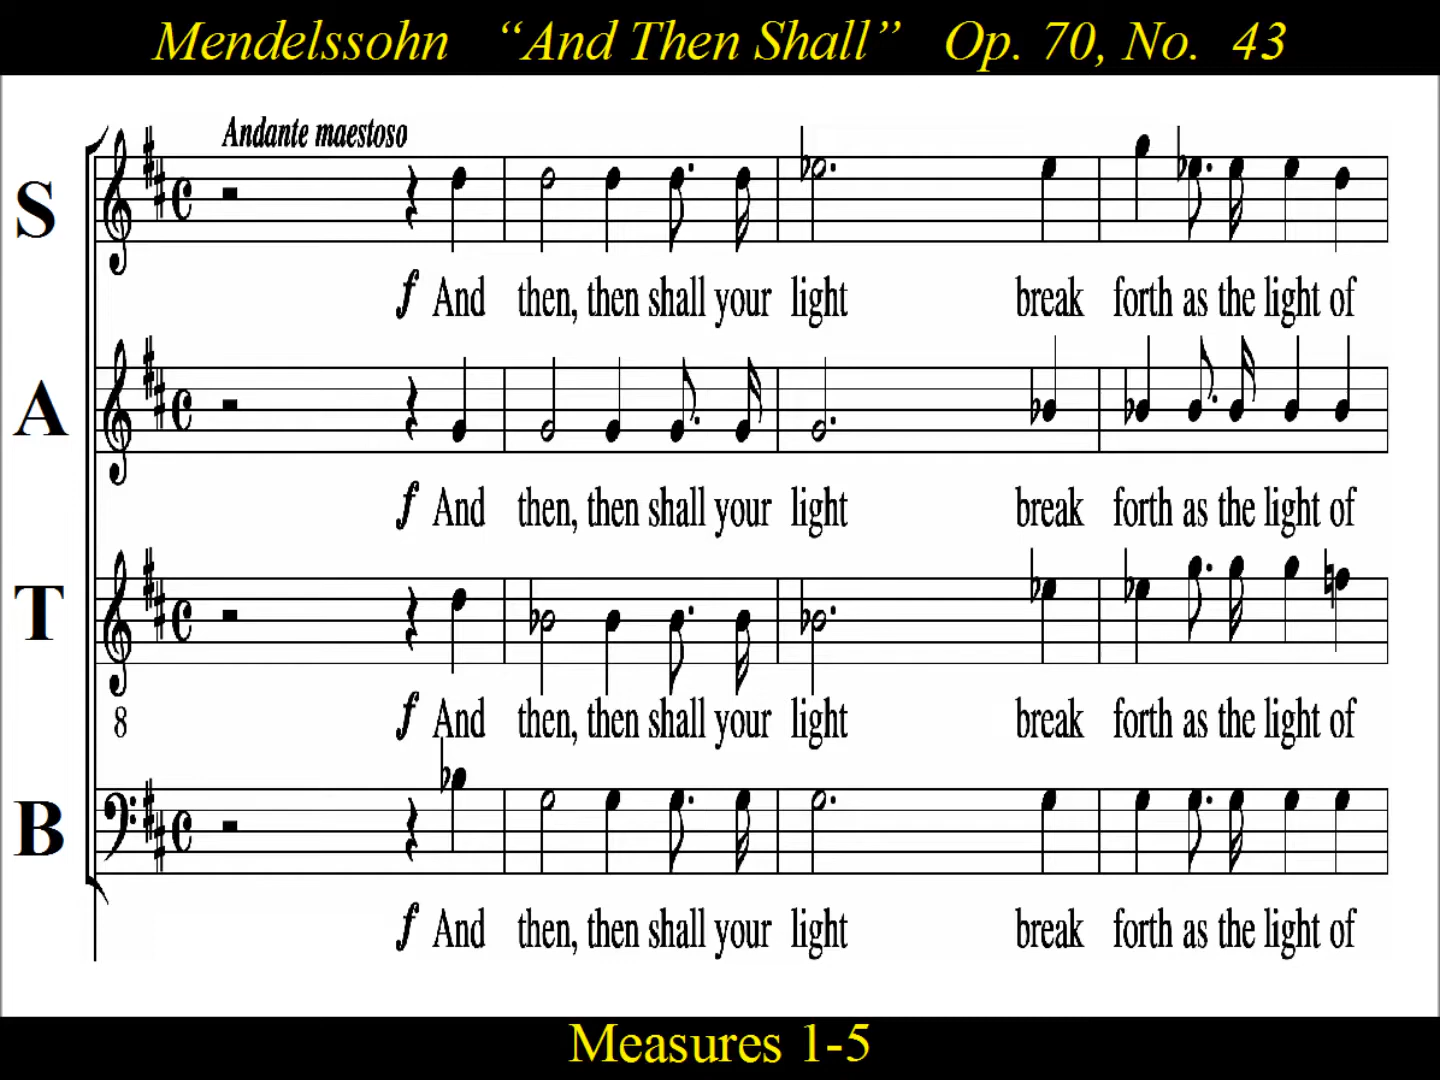 Mendelssohn “And Then Shall” Op. 70, No. 43
Andante maestoso
S
f And then, then shall your light break forth as the light of
A
f And then, then shall your light break forth as the light of
T
8 f And then, then shall your light break forth as the light of
B
f And then, then shall your light break forth as the light of
Measures 1-5